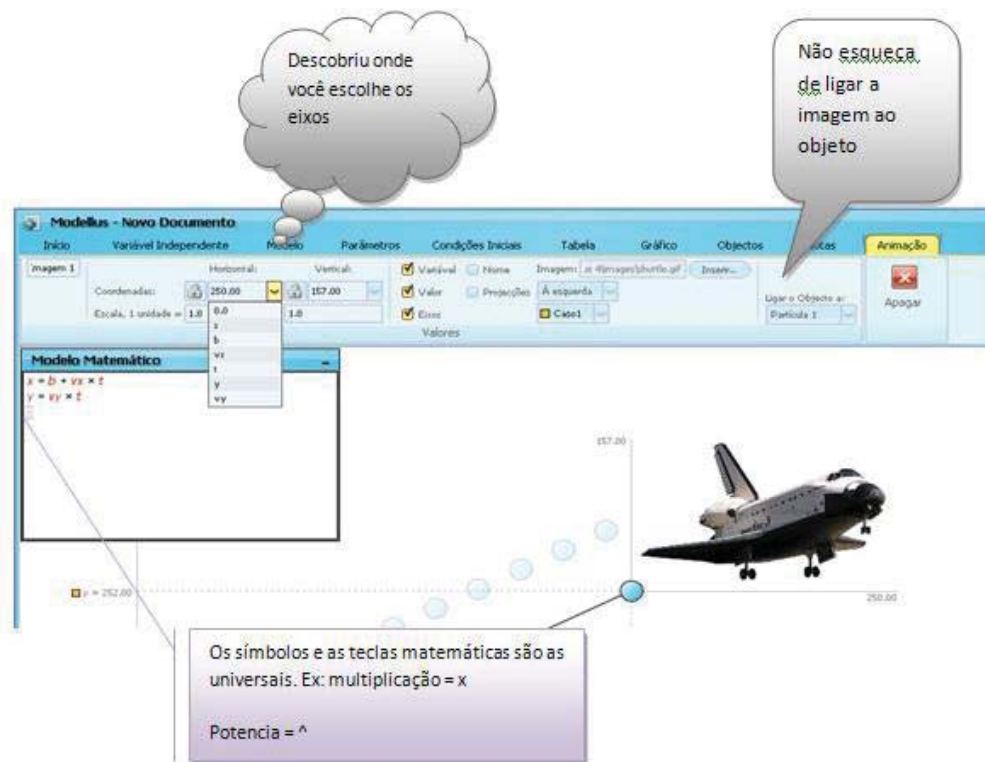 Descobriu onde
você escolhe os
eixos
Não esqueça
de ligar a
imagem ao
objeto
Modellus - Novo Documento
Início Variável Independente Modelo Parâmetros Condições Iniciais Tabela Gráfico Objectos Animação
Imagem 1 Horizontal: Vertical: Variável Nome Imagem: Inserir...
Coordenadas: 250.00 157.00 Valor Projecções À esquerda Ligar o Objecto a:
Escala, 1 unidade = 1.0 1.0 Eixos Caso1 Partícula 1 Apagar
Valores
0.0
x
b
vx
t
y
vy
Modelo Matemático
x = b + vx × t
y = vy × t
157.00
y = 252.00
250.00
Os símbolos e as teclas matemáticas são as
universais. Ex: multiplicação = x
Potencia = ^